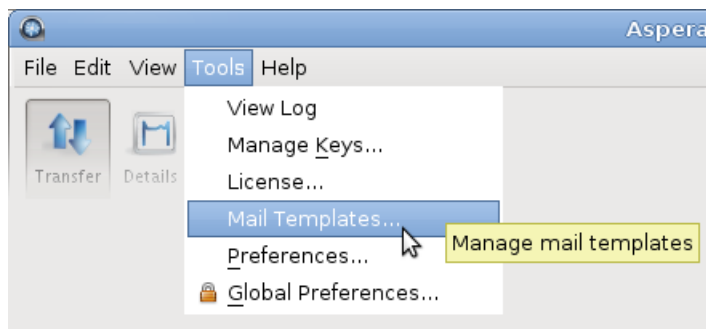 Aspera
File Edit View Tools Help
View Log
Manage Keys...
Transfer Details
License...
Mail Templates...
Manage mail templates
Preferences...
Global Preferences...